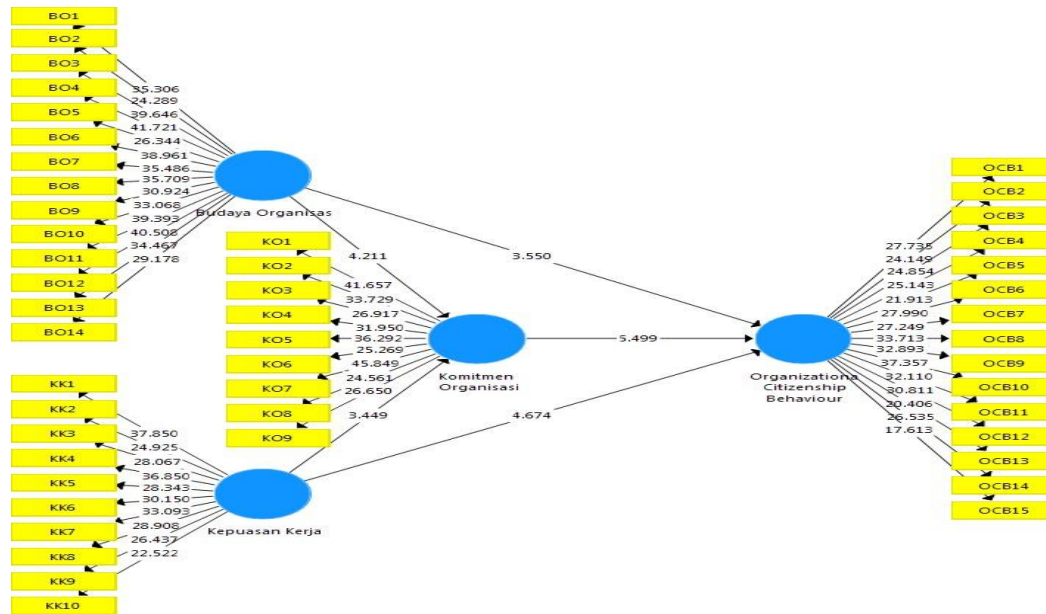 BO1
BO2
BO3
BO4
BO5
BO6
BO7
BO8
BO9
BO10
BO11
BO12
BO13
BO14
35.306
24.289
39.646
41.721
26.344
38.961
35.486
35.709
30.924
33.068
39.393
40.508
34.467
29.178
Budaya Organisas
KO1
KO2
KO3
KO4
KO5
KO6
KO7
KO8
KO9
4.211
41.657
33.729
26.917
31.950
36.292
25.269
45.849
24.561
26.650
3.449
Komitmen
Organisasi
3.550
5.499
4.674
KK1
KK2
KK3
KK4
KK5
KK6
KK7
KK8
KK9
KK10
37.850
24.925
28.067
36.850
28.343
30.150
33.093
28.908
26.437
22.522
Kepuasan Kerja
Organizationa
Citizenship
Behaviour
27.735
24.149
24.854
25.143
21.913
27.990
27.249
33.713
32.893
37.357
32.110
30.811
20.406
26.535
17.613
OCB1
OCB2
OCB3
OCB4
OCB5
OCB6
OCB7
OCB8
OCB9
OCB10
OCB11
OCB12
OCB13
OCB14
OCB15